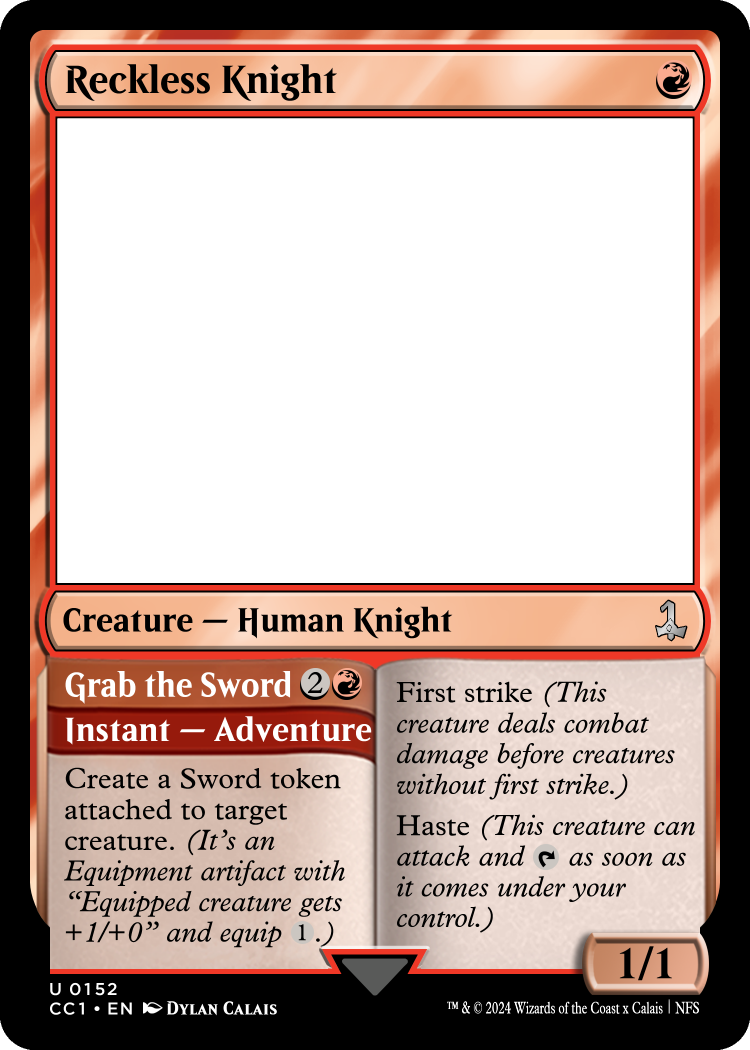 Reckless Knight
Creature — Human Knight
Grab the Sword 2
Instant — Adventure
Create a Sword token
attached to target
creature. (It’s an
Equipment artifact with
“Equipped creature gets
+1/+0” and equip 1.)
First strike (This
creature deals combat
damage before creatures
without first strike.)
Haste (This creature can
attack and as soon as
it comes under your
control.)
1/1
U 0152
CC1 • EN DYLAN CALAIS
™ & © 2024 Wizards of the Coast x Calais | NFS